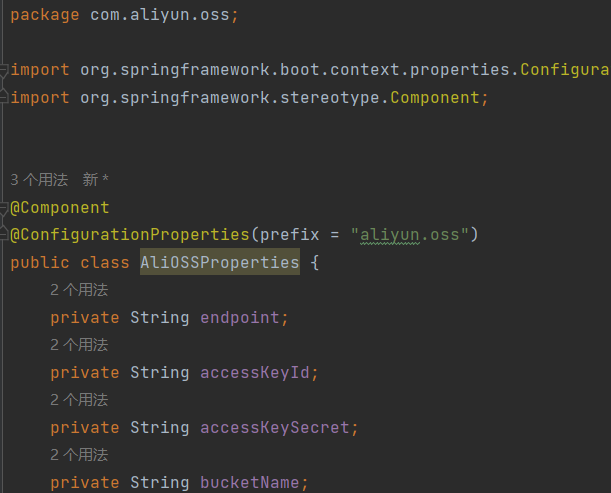 package com.aliyun.oss;
import org.springframework.boot.context.properties.Configura
import org.springframework.stereotype.Component;
3 个用法 新 *
@Component
@ConfigurationProperties(prefix = "aliyun.oss")
public class AliOSSProperties {
2 个用法
private String endpoint;
2 个用法
private String accessKeyId;
2 个用法
private String accessKeySecret;
2 个用法
private String bucketName;